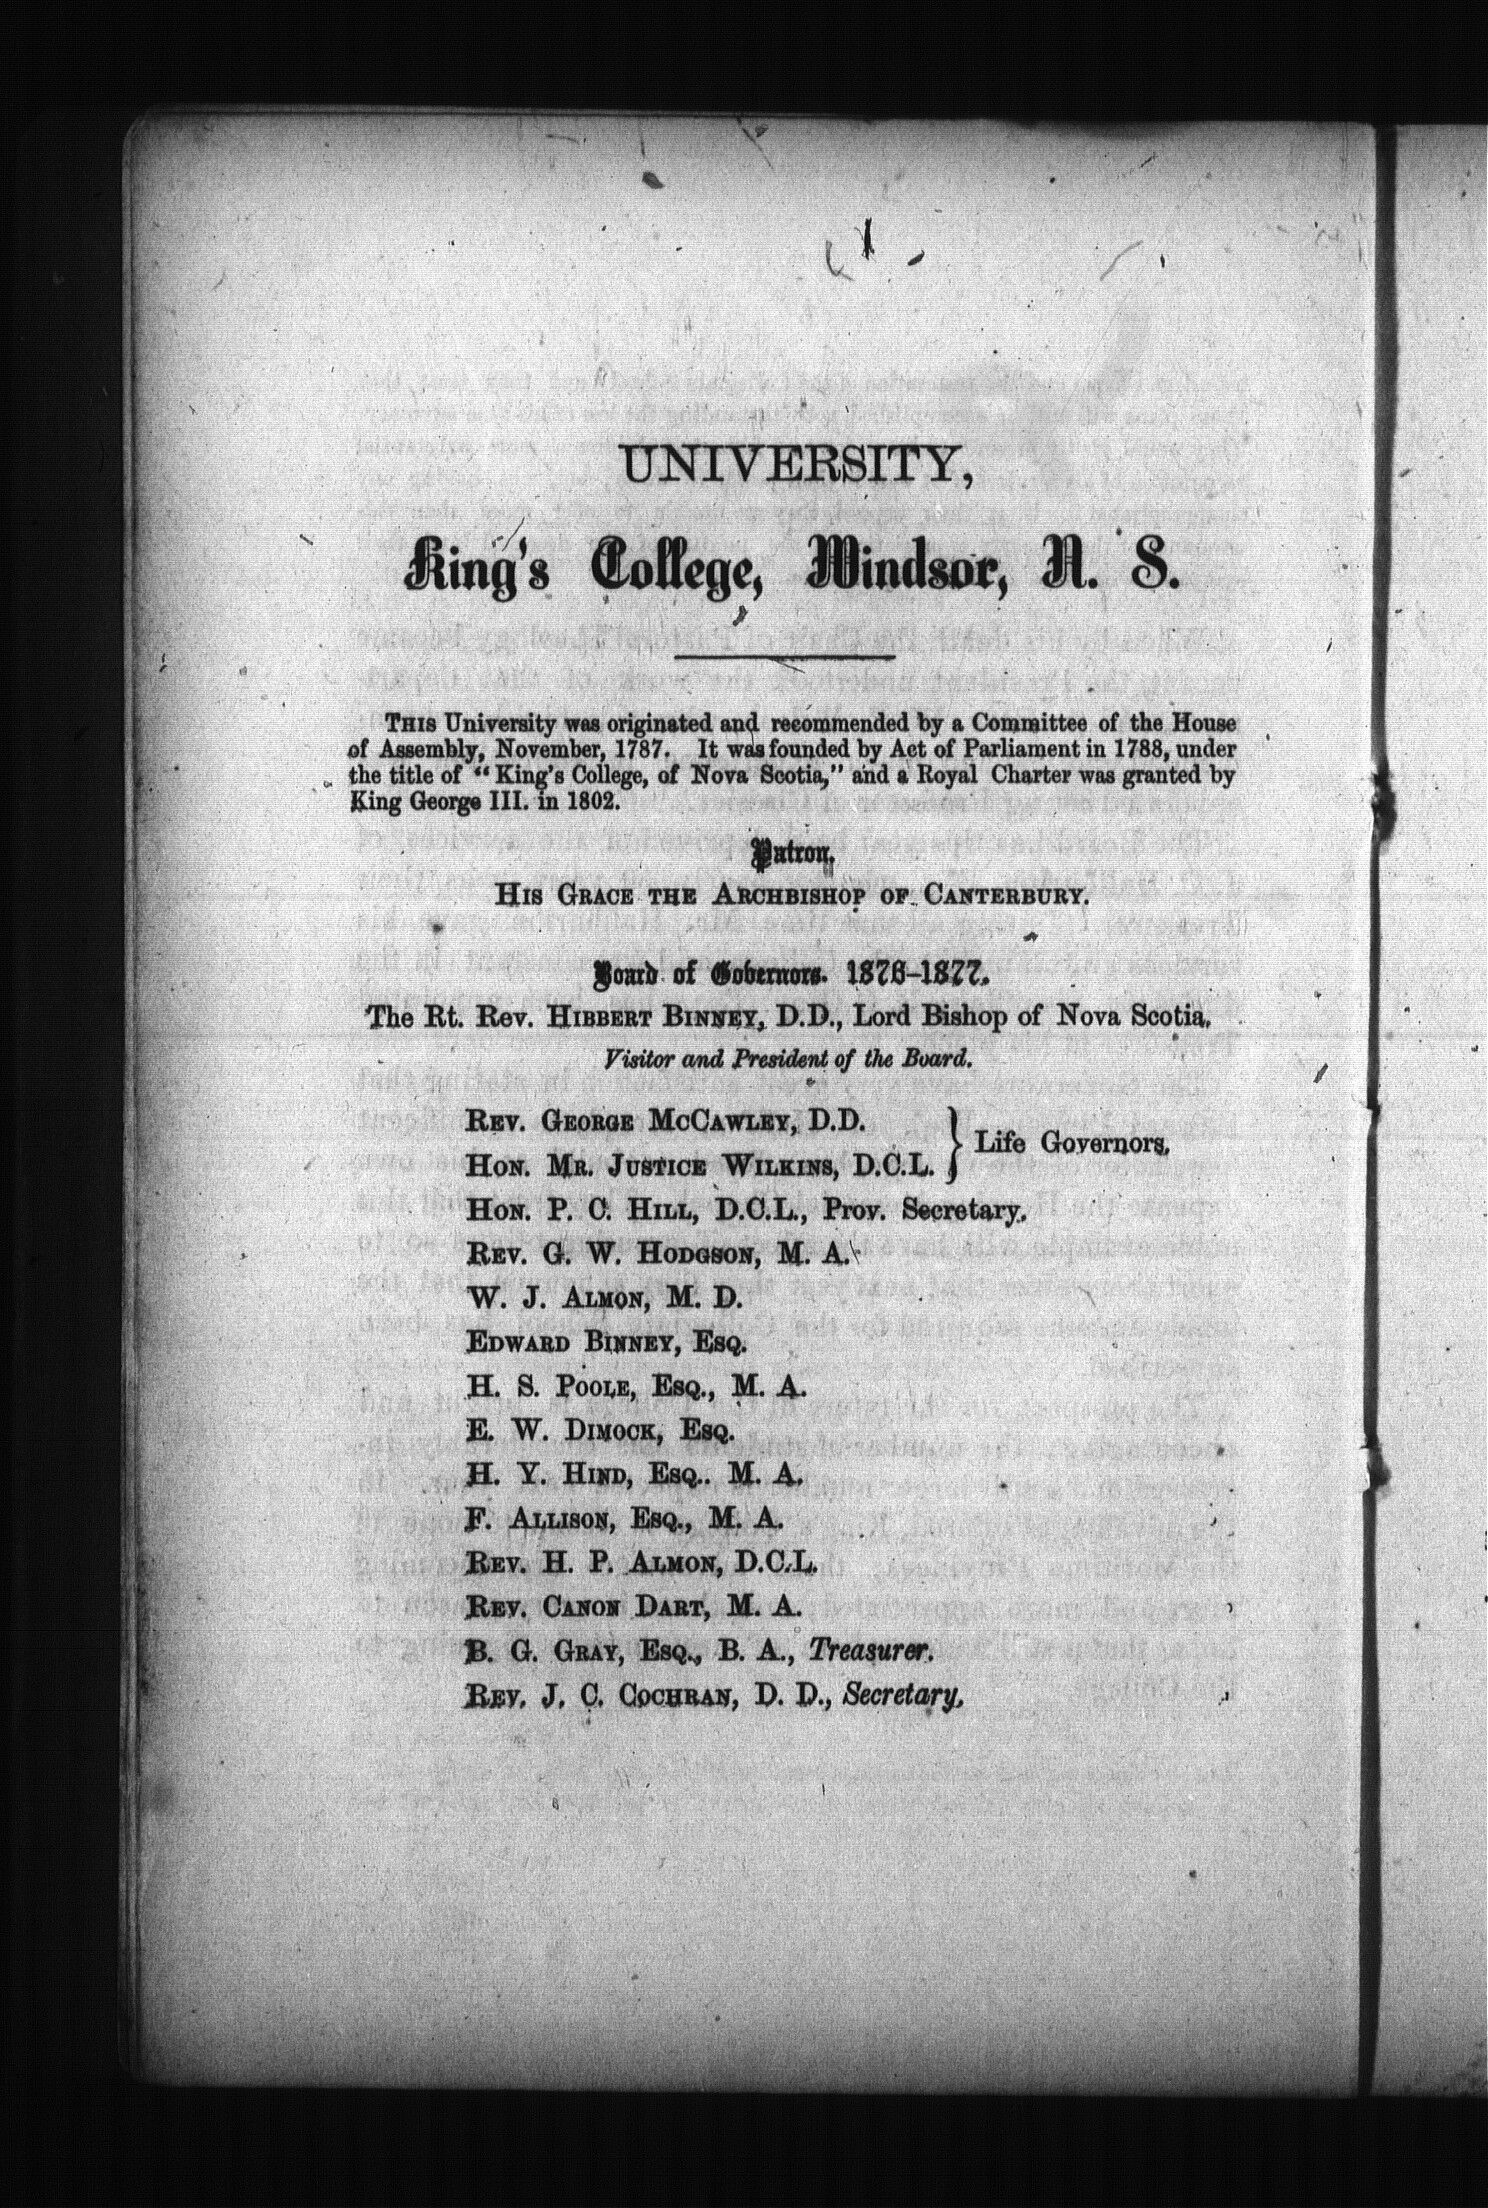 UNIVERSITY,
King's College, Windsor, N. S.
THIS University was originated and recommended by a Committee of the House
of Assembly, November, 1787. It was founded by Act of Parliament in 1788, under
the title of "King's College, of Nova Scotia," and a Royal Charter was granted by
King George III. in 1802.
Patron.
HIS GRACE THE ARCHBISHOP OF CANTERBURY.
Board of Governors. 1876-1877.
The Rt. Rev. HIBBERT BINNEY, D.D., Lord Bishop of Nova Scotia,
Visitor and President of the Board.
REV. GEORGE MCCAWLEY, D.D.
HON. MR. JUSTICE WILKINS, D.C.L. } Life Governors,
HON. P. C. HILL, D.C.L., Prov. Secretary,
REV. G. W. HODGSON, M. A.
W. J. ALMON, M. D.
EDWARD BINNEY, ESQ.
H. S. POOLE, ESQ., M. A.
E. W. DIMOCK, ESQ.
H. Y. HIND, ESQ.. M. A.
F. ALLISON, ESQ., M. A.
REV. H. P. ALMON, D.C.L.
REV. CANON DART, M. A.
B. G. GRAY, ESQ., B. A., Treasurer.
REV. J. C. COCHRAN, D. D., Secretary,